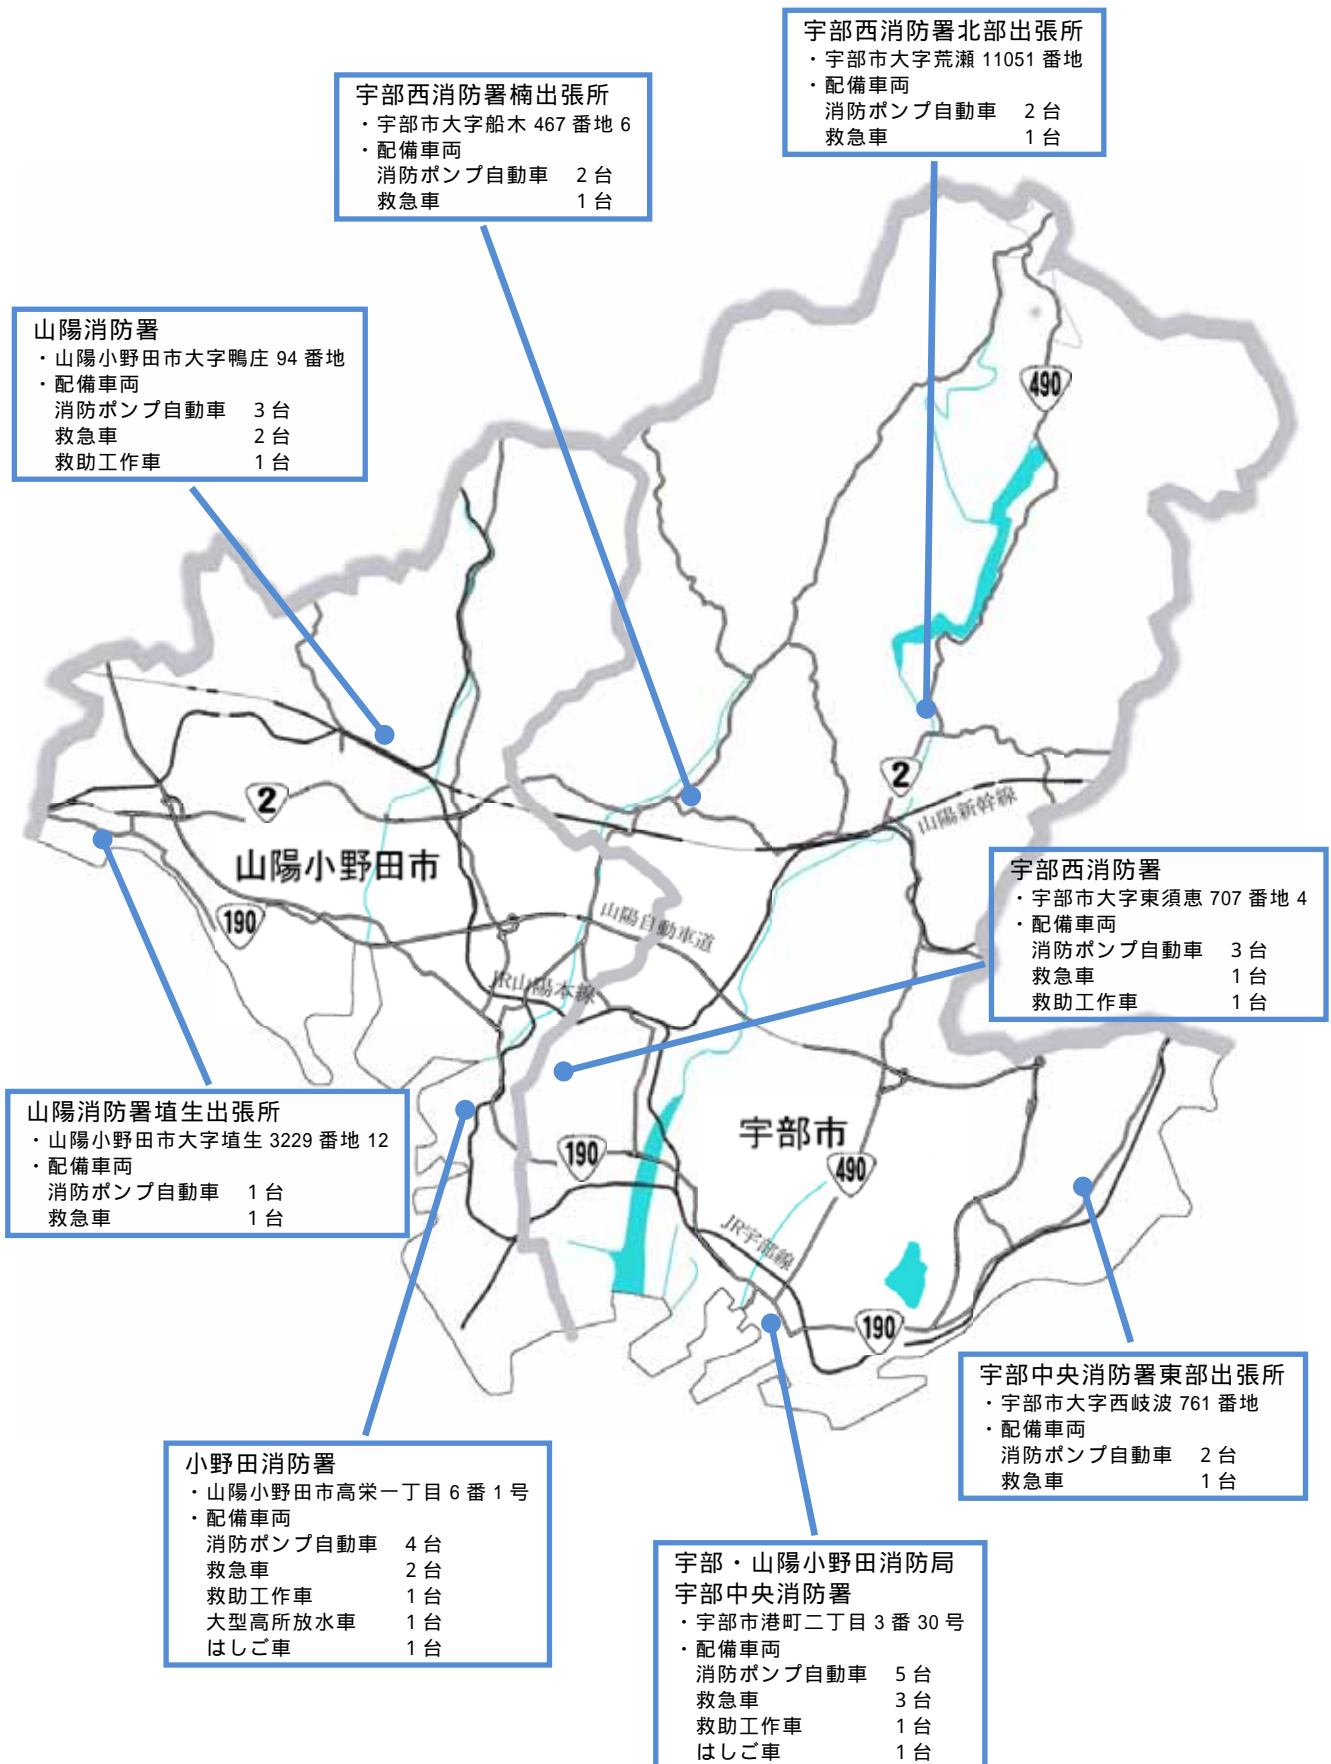 宇部西消防署北部出張所
・宇部市大字荒瀬 11051 番地
・配備車両
消防ポンプ自動車 2 台
救急車 1 台
宇部西消防署楠出張所
・宇部市大字船木 467 番地 6
・配備車両
消防ポンプ自動車 2 台
救急車 1 台
山陽消防署
・山陽小野田市大字鴨庄 94 番地
・配備車両
消防ポンプ自動車 3 台
救急車 2 台
救助工作車 1 台
490
2
2
山陽新幹線
山陽小野田市
190
山陽自動車道
JR山陽本線
宇部西消防署
・宇部市大字東須恵 707 番地 4
・配備車両
消防ポンプ自動車 3 台
救急車 1 台
救助工作車 1 台
山陽消防署埴生出張所
・山陽小野田市大字埴生 3229 番地 12
・配備車両
消防ポンプ自動車 1 台
救急車 1 台
宇部市
190
490
JR宇部線
190
宇部中央消防署東部出張所
・宇部市大字西岐波 761 番地
・配備車両
消防ポンプ自動車 2 台
救急車 1 台
小野田消防署
・山陽小野田市高栄一丁目 6 番 1 号
・配備車両
消防ポンプ自動車 4 台
救急車 2 台
救助工作車 1 台
大型高所放水車 1 台
はしご車 1 台
宇部・山陽小野田消防局
宇部中央消防署
・宇部市港町二丁目 3 番 30 号
・配備車両
消防ポンプ自動車 5 台
救急車 3 台
救助工作車 1 台
はしご車 1 台